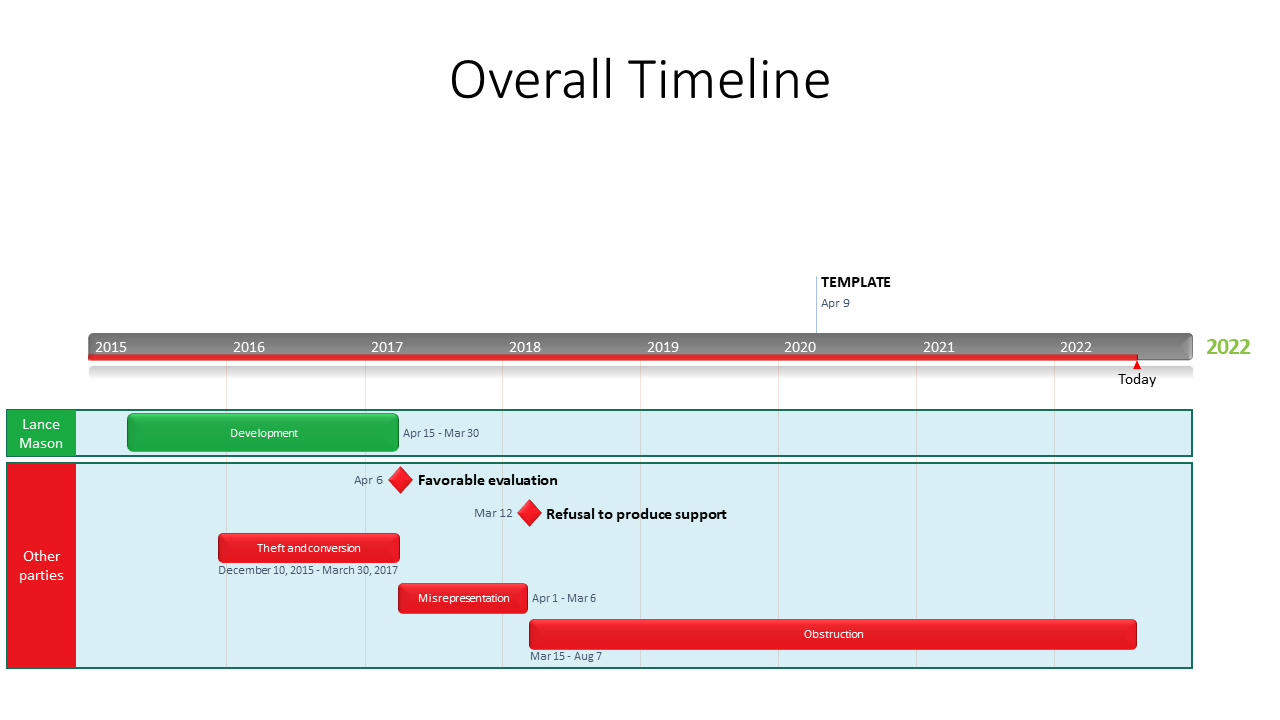 Overall Timeline
TEMPLATE
Apr 9
2015 2016 2017 2018 2019 2020 2021 2022 2022
Today
Lance
Mason
Development Apr 15 - Mar 30
Apr 6 Favorable evaluation
Mar 12 Refusal to produce support
Other
parties
Theft and conversion
December 10, 2015 - March 30, 2017
Misrepresentation Apr 1 - Mar 6
Obstruction
Mar 15 - Aug 7